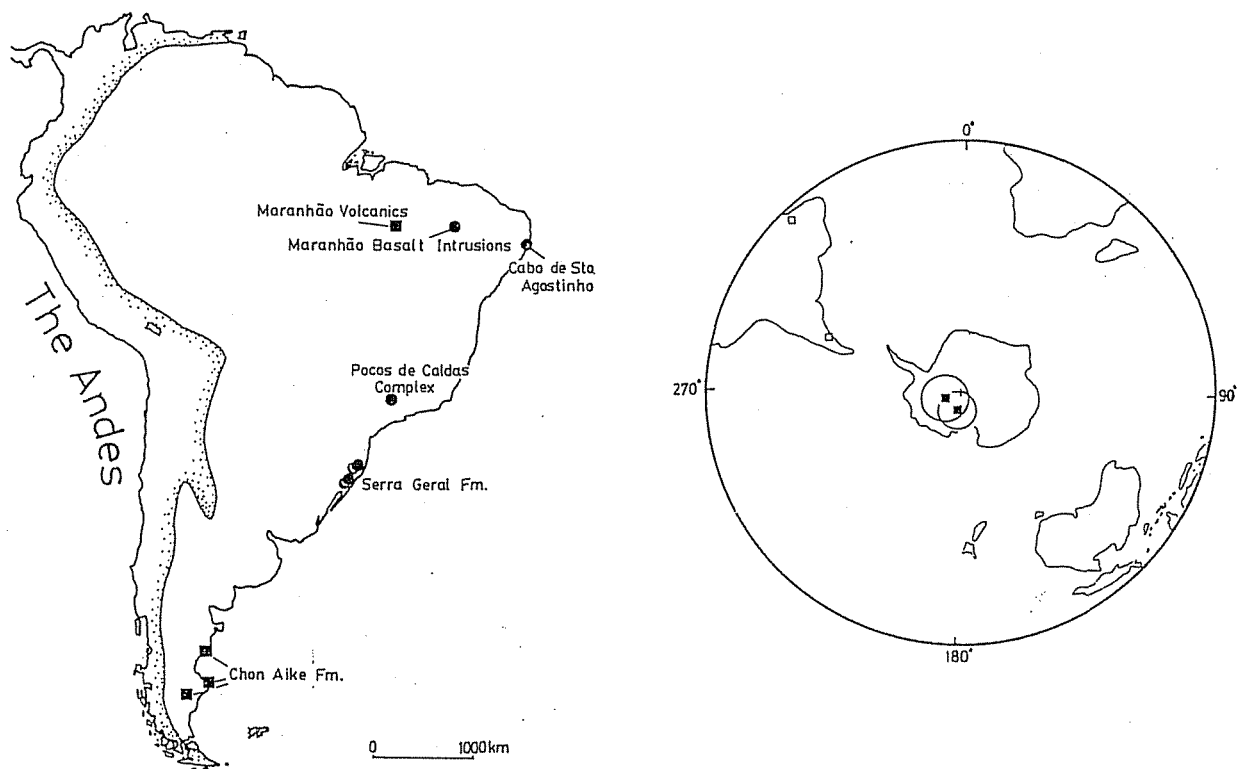 Maranhão Volcanics
Maranhão Basalt Intrusions
Cabo de Sta.
Agostinho
The Andes
Pocos de Caldas
Complex
Serra Geral Fm.
Chon Aike Fm.
0 1000km
0°
270°
90°
180°